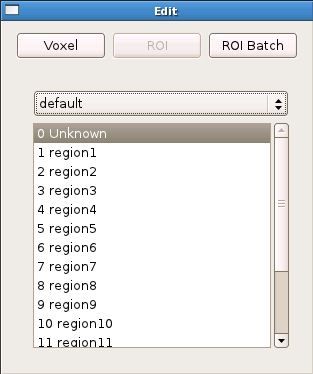 Edit
Voxel ROI ROI Batch
default
0 Unknown
1 region1
2 region2
3 region3
4 region4
5 region5
6 region6
7 region7
8 region8
9 region9
10 region10
11 region11